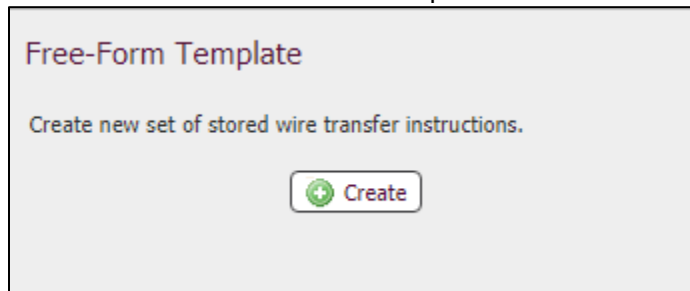 Free-Form Template
Create new set of stored wire transfer instructions.
Create